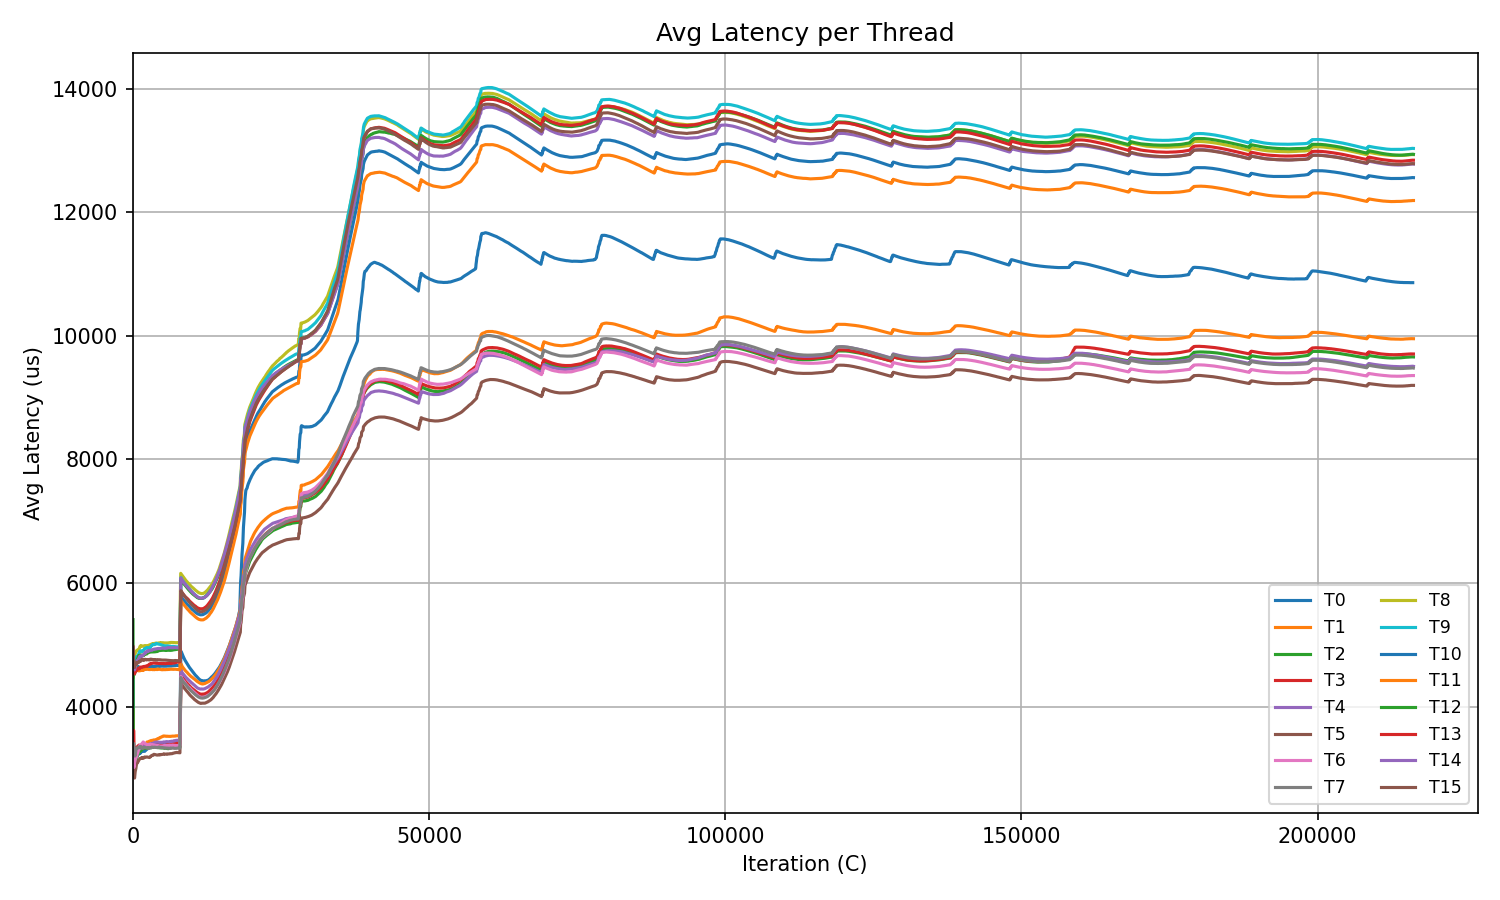 Avg Latency per Thread
Avg Latency (us)
14000
12000
10000
8000
6000
4000
0
50000
100000
150000
200000
Iteration (C)
T0
T1
T2
T3
T4
T5
T6
T7
T8
T9
T10
T11
T12
T13
T14
T15